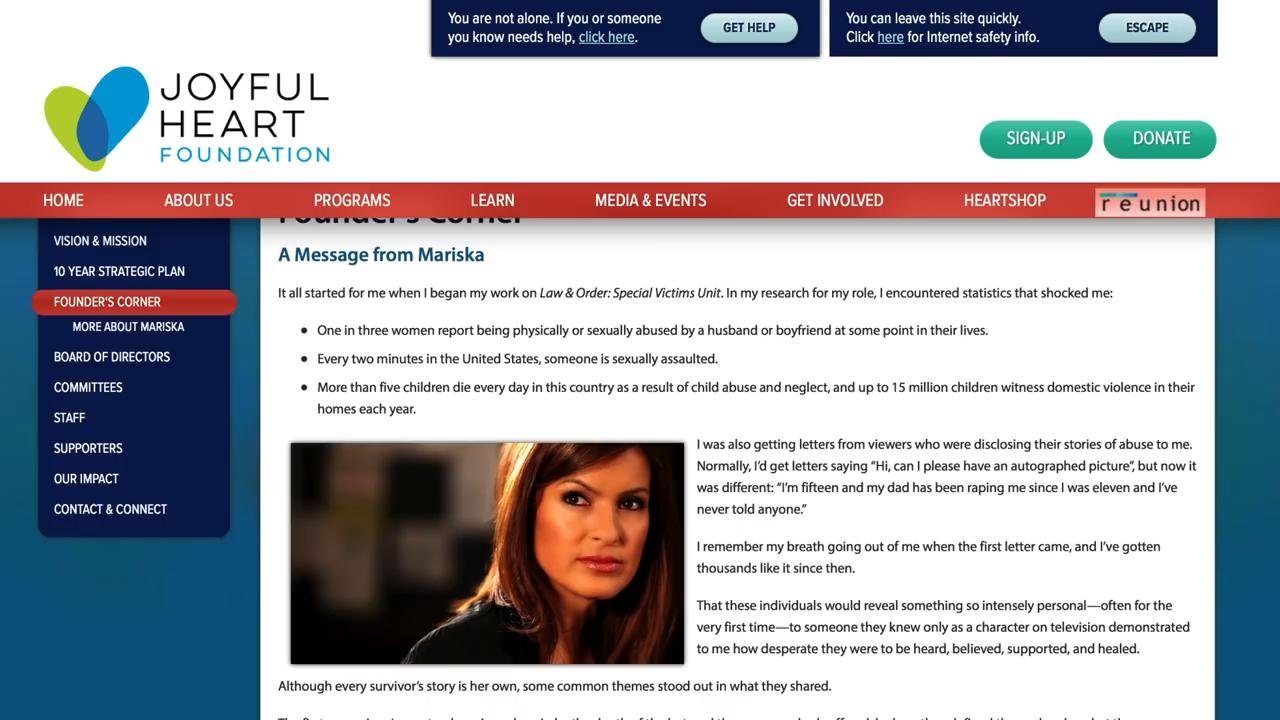 You are not alone. If you or someone
you know needs help, click here.
GET HELP
You can leave this site quickly.
Click here for Internet safety info.
ESCAPE
JOYFUL
HEART
FOUNDATION
SIGN-UP
DONATE
HOME
ABOUT US
PROGRAMS
LEARN
MEDIA & EVENTS
GET INVOLVED
HEARTSHOP
reunion
Founder's Corner
VISION & MISSION
10 YEAR STRATEGIC PLAN
FOUNDER'S CORNER
MORE ABOUT MARISKA
BOARD OF DIRECTORS
COMMITTEES
STAFF
SUPPORTERS
OUR IMPACT
CONTACT & CONNECT
A Message from Mariska
It all started for me when I began my work on Law & Order: Special Victims Unit. In my research for my role, I encountered statistics that shocked me:
• One in three women report being physically or sexually abused by a husband or boyfriend at some point in their lives.
• Every two minutes in the United States, someone is sexually assaulted.
• More than five children die every day in this country as a result of child abuse and neglect, and up to 15 million children witness domestic violence in their
homes each year.
I was also getting letters from viewers who were disclosing their stories of abuse to me.
Normally, I'd get letters saying “Hi, can I please have an autographed picture”, but now it
was different: “I'm fifteen and my dad has been raping me since I was eleven and I've
never told anyone.”
I remember my breath going out of me when the first letter came, and I've gotten
thousands like it since then.
That these individuals would reveal something so intensely personal—often for the
very first time—to someone they knew only as a character on television demonstrated
to me how desperate they were to be heard, believed, supported, and healed.
Although every survivor's story is her own, some common themes stood out in what they shared.